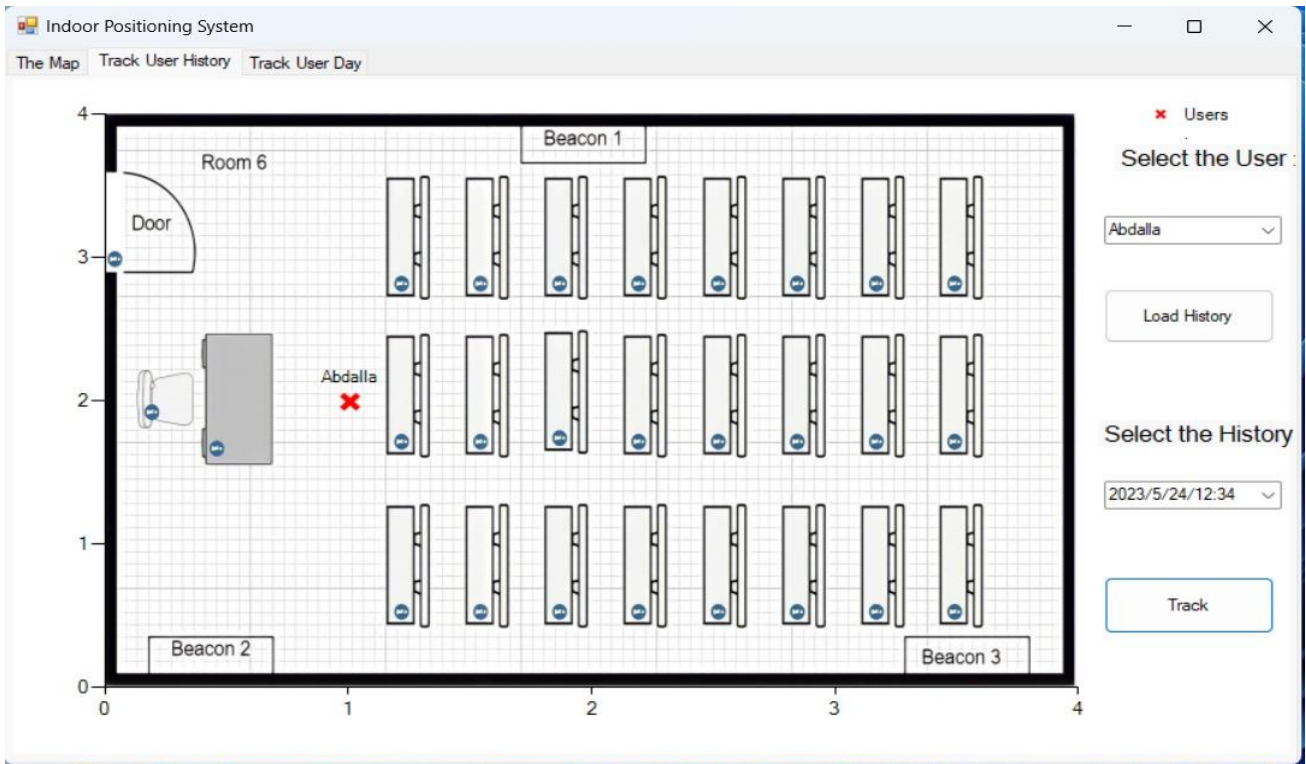 Indoor Positioning System
The Map Track User History Track User Day
4
3
2
1
0
0 1 2 3 4
Room 6
Door
Beacon 1
Abdalla
Beacon 2
Beacon 3
Users
Select the User :
Abdalla
Load History
Select the History
2023/5/24/12:34
Track